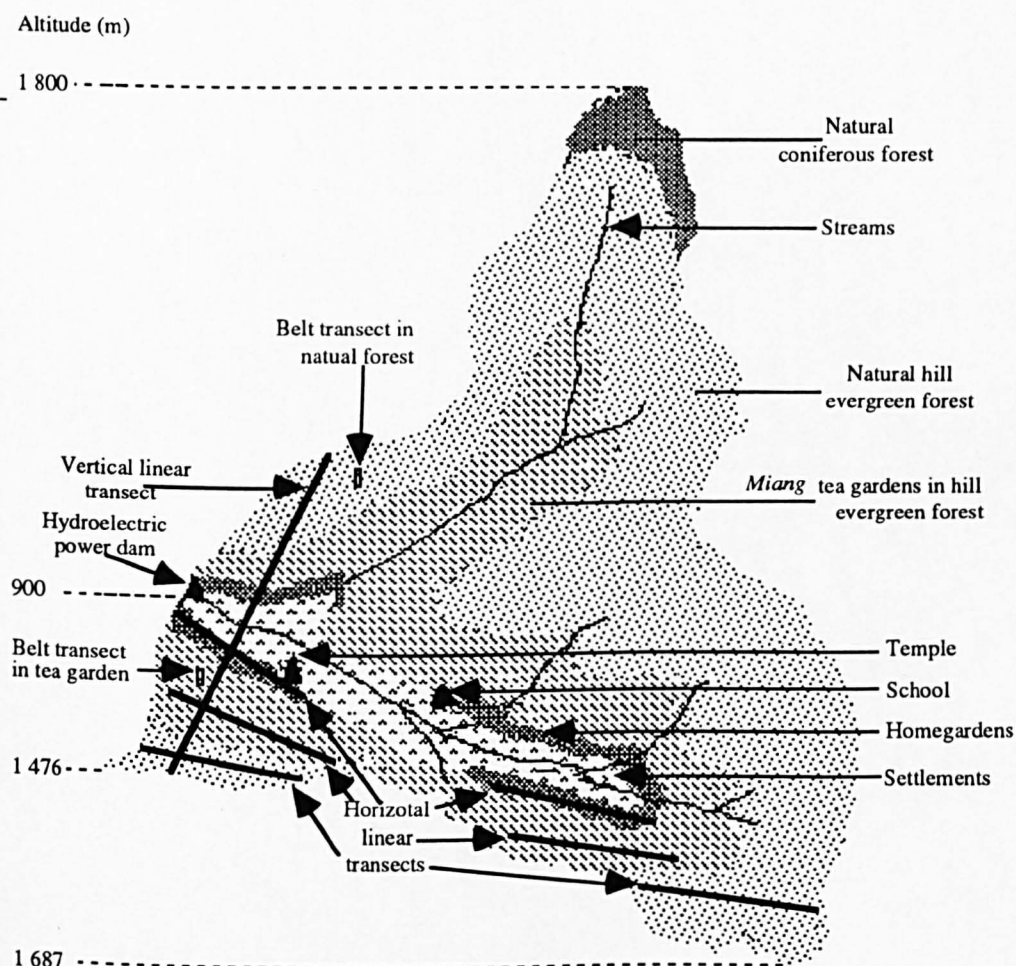 Altitude (m)
1 800
Natural
coniferous forest
Streams
Belt transect in
natual forest
Natural hill
evergreen forest
Vertical linear
transect
Miang tea gardens in hill
evergreen forest
Hydroelectric
power dam
900
Belt transect
in tea garden
Temple
School
Homegardens
1 476
Settlements
Horizotal
linear
transects
1 687